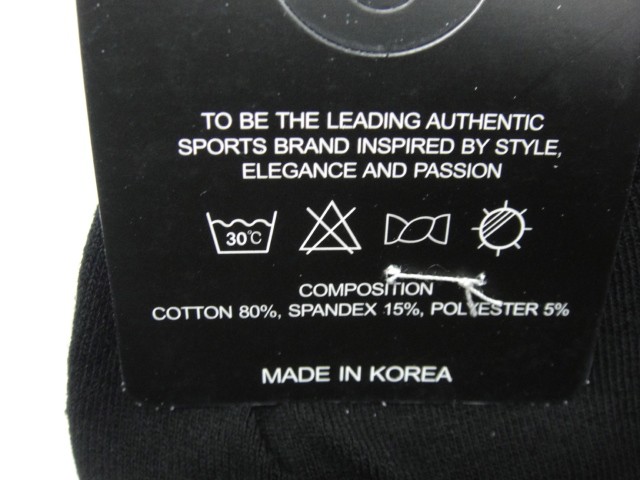 TO BE THE LEADING AUTHENTIC
SPORTS BRAND INSPIRED BY STYLE,
ELEGANCE AND PASSION
30℃
COMPOSITION
COTTON 80%, SPANDEX 15%, POLYESTER 5%
MADE IN KOREA